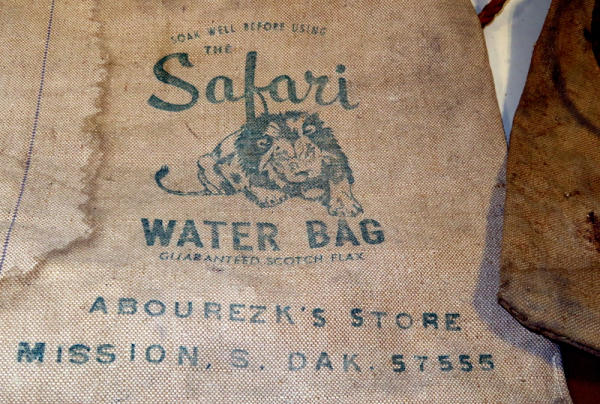 SOAK WELL BEFORE USING
THE
Safari
WATER BAG
GUARANTEED SCOTCH FLAX
ABOUREZK'S STORE
MISSION, S. DAK. 57555